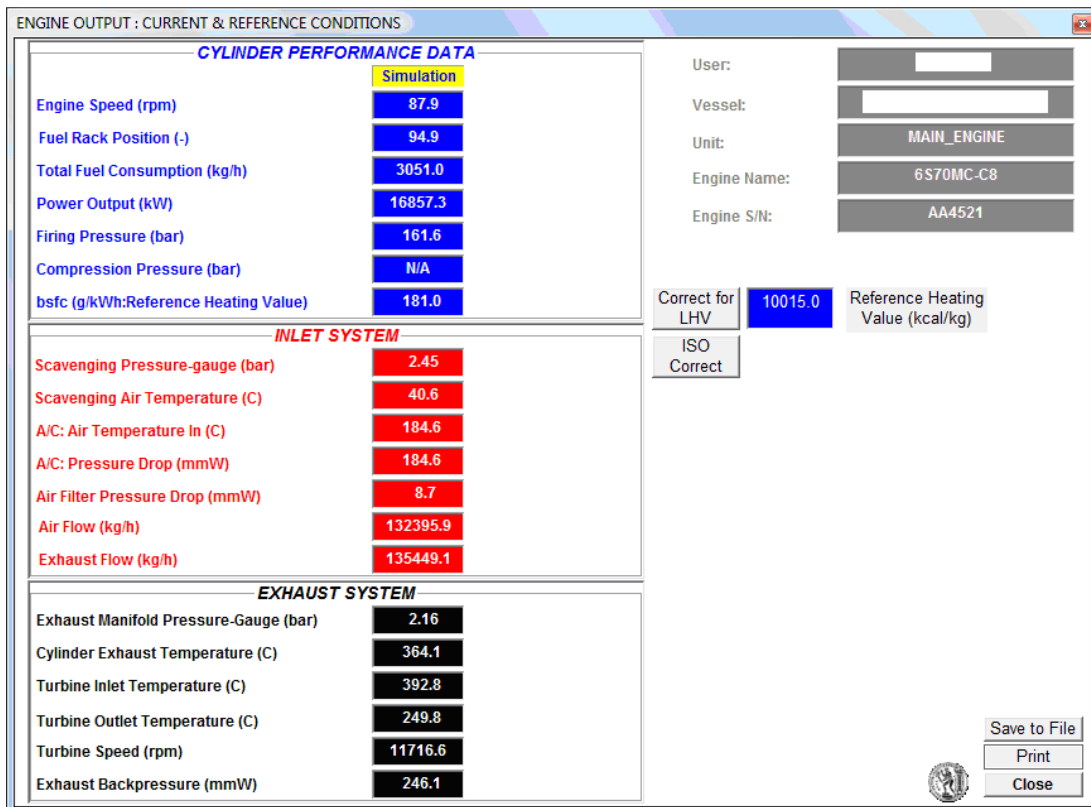 ENGINE OUTPUT : CURRENT & REFERENCE CONDITIONS
CYLINDER PERFORMANCE DATA
Simulation
Engine Speed (rpm) 87.9
Fuel Rack Position (-) 94.9
Total Fuel Consumption (kg/h) 3051.0
Power Output (kW) 16857.3
Firing Pressure (bar) 161.6
Compression Pressure (bar) N/A
bsfc (g/kWh:Reference Heating Value) 181.0
INLET SYSTEM
Scavenging Pressure-gauge (bar) 2.45
Scavenging Air Temperature (C) 40.6
A/C: Air Temperature In (C) 184.6
A/C: Pressure Drop (mmW) 184.6
Air Filter Pressure Drop (mmW) 8.7
Air Flow (kg/h) 132395.9
Exhaust Flow (kg/h) 135449.1
EXHAUST SYSTEM
Exhaust Manifold Pressure-Gauge (bar) 2.16
Cylinder Exhaust Temperature (C) 364.1
Turbine Inlet Temperature (C) 392.8
Turbine Outlet Temperature (C) 249.8
Turbine Speed (rpm) 11716.6
Exhaust Backpressure (mmW) 246.1
User:
Vessel:
Unit: MAIN_ENGINE
Engine Name: 6S70MC-C8
Engine S/N: AA4521
Correct for
LHV
10015.0
Reference Heating
Value (kcal/kg)
ISO
Correct
Save to File
Print
Close